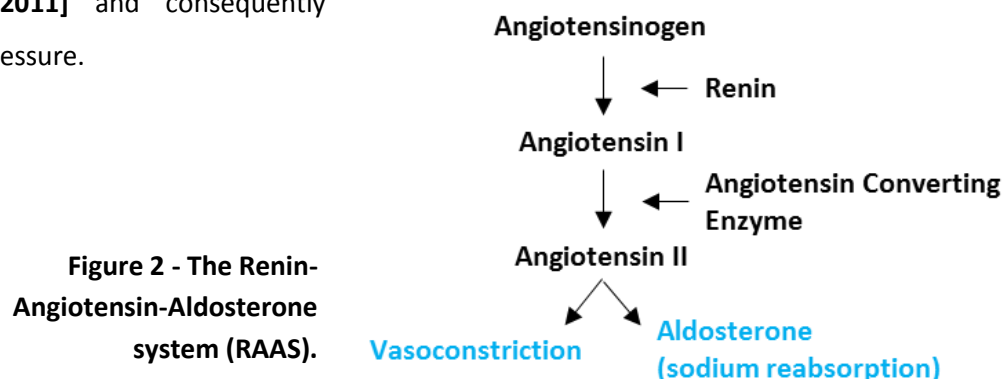 2011] and consequently
essure.
Angiotensinogen
Renin
Angiotensin I
Angiotensin Converting
Enzyme
Angiotensin II
Figure 2 - The Renin-
Angiotensin-Aldosterone
system (RAAS).
Vasoconstriction
Aldosterone
(sodium reabsorption)